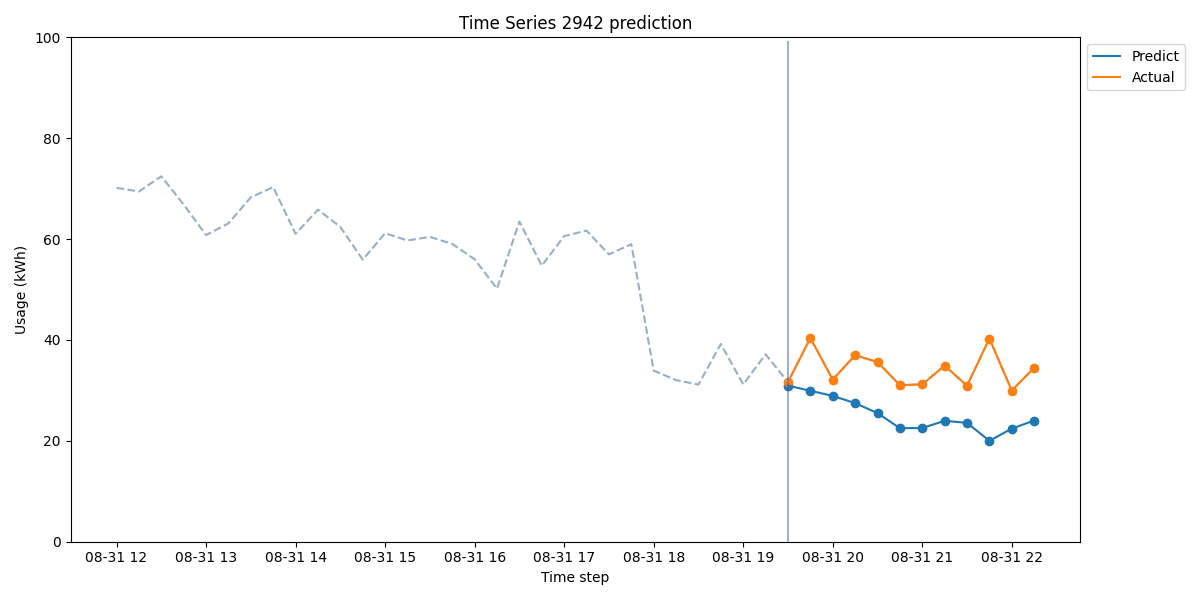 Time Series 2942 prediction
Predict
Actual
100
80
60
40
20
0
Usage (kWh)
08-31 12 08-31 13 08-31 14 08-31 15 08-31 16 08-31 17 08-31 18 08-31 19 08-31 20 08-31 21 08-31 22
Time step